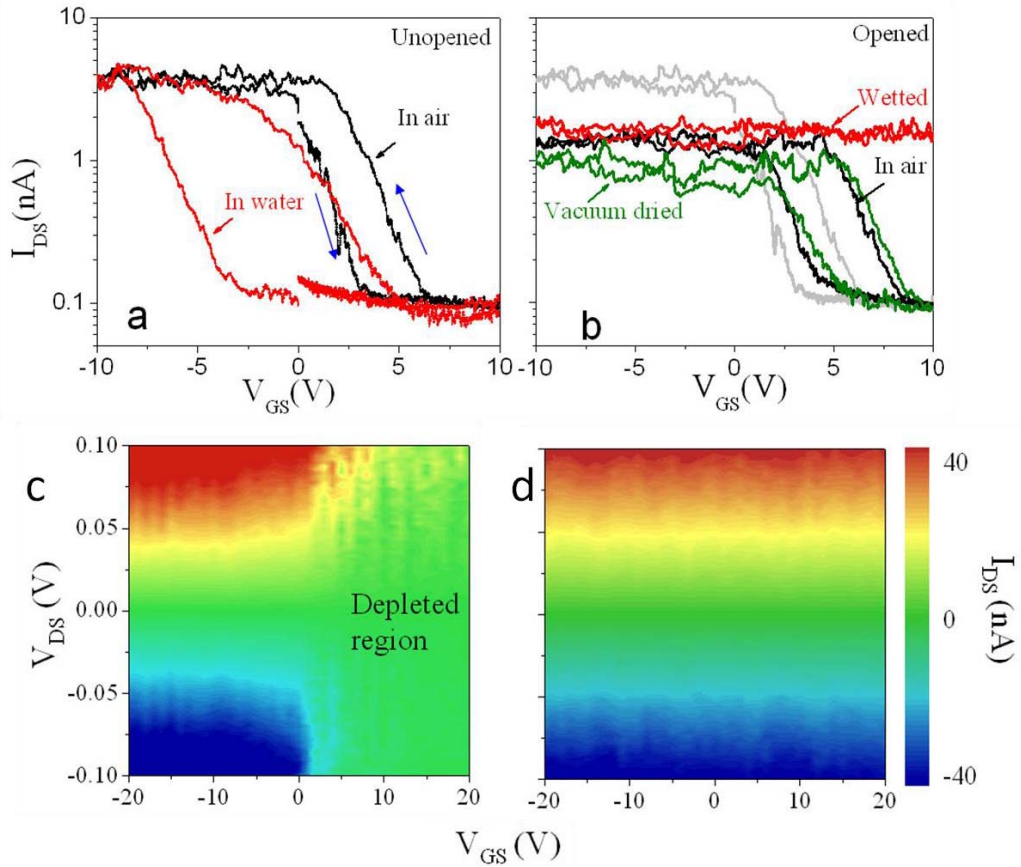 10
1
0.1
I_DS(nA)
Unopened
In air
In water
a
-10
-5
0
5
10
V_GS(V)
Opened
Wetted
In air
Vacuum dried
b
-10
-5
0
5
10
V_GS(V)
c
0.10
0.05
0.00
-0.05
-0.10
V_DS (V)
Depleted
region
-20
-10
0
10
20
d
-20
-10
0
10
20
40
0
-40
I_DS (nA)
V_GS (V)